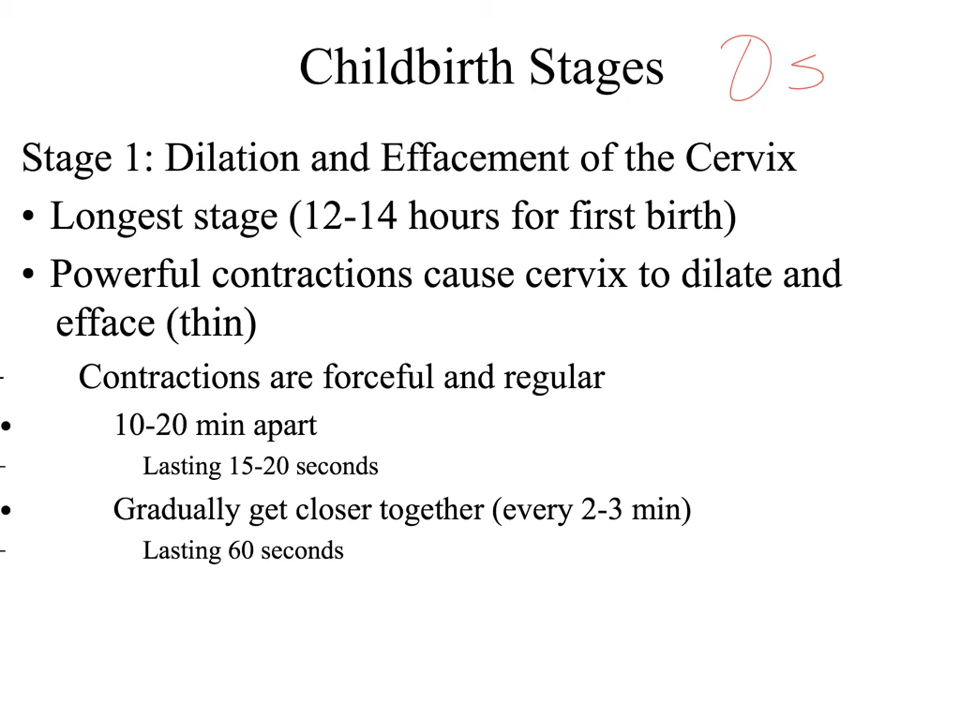 Childbirth Stages Ds
Stage 1: Dilation and Effacement of the Cervix
• Longest stage (12-14 hours for first birth)
• Powerful contractions cause cervix to dilate and
efface (thin)
- Contractions are forceful and regular
• 10-20 min apart
- Lasting 15-20 seconds
• Gradually get closer together (every 2-3 min)
- Lasting 60 seconds